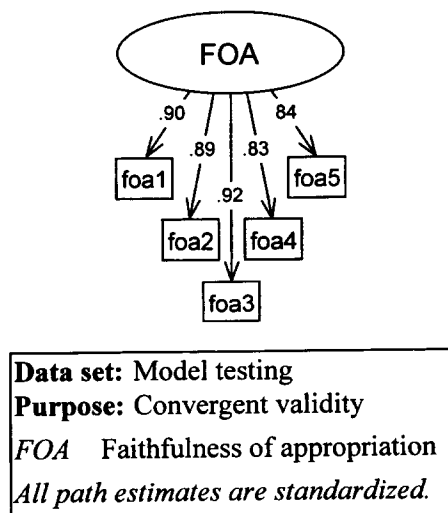 FOA
.90
.89
.92
.83
84
foa1
foa2
foa3
foa4
foa5
Data set: Model testing
Purpose: Convergent validity
FOA Faithfulness of appropriation
All path estimates are standardized.